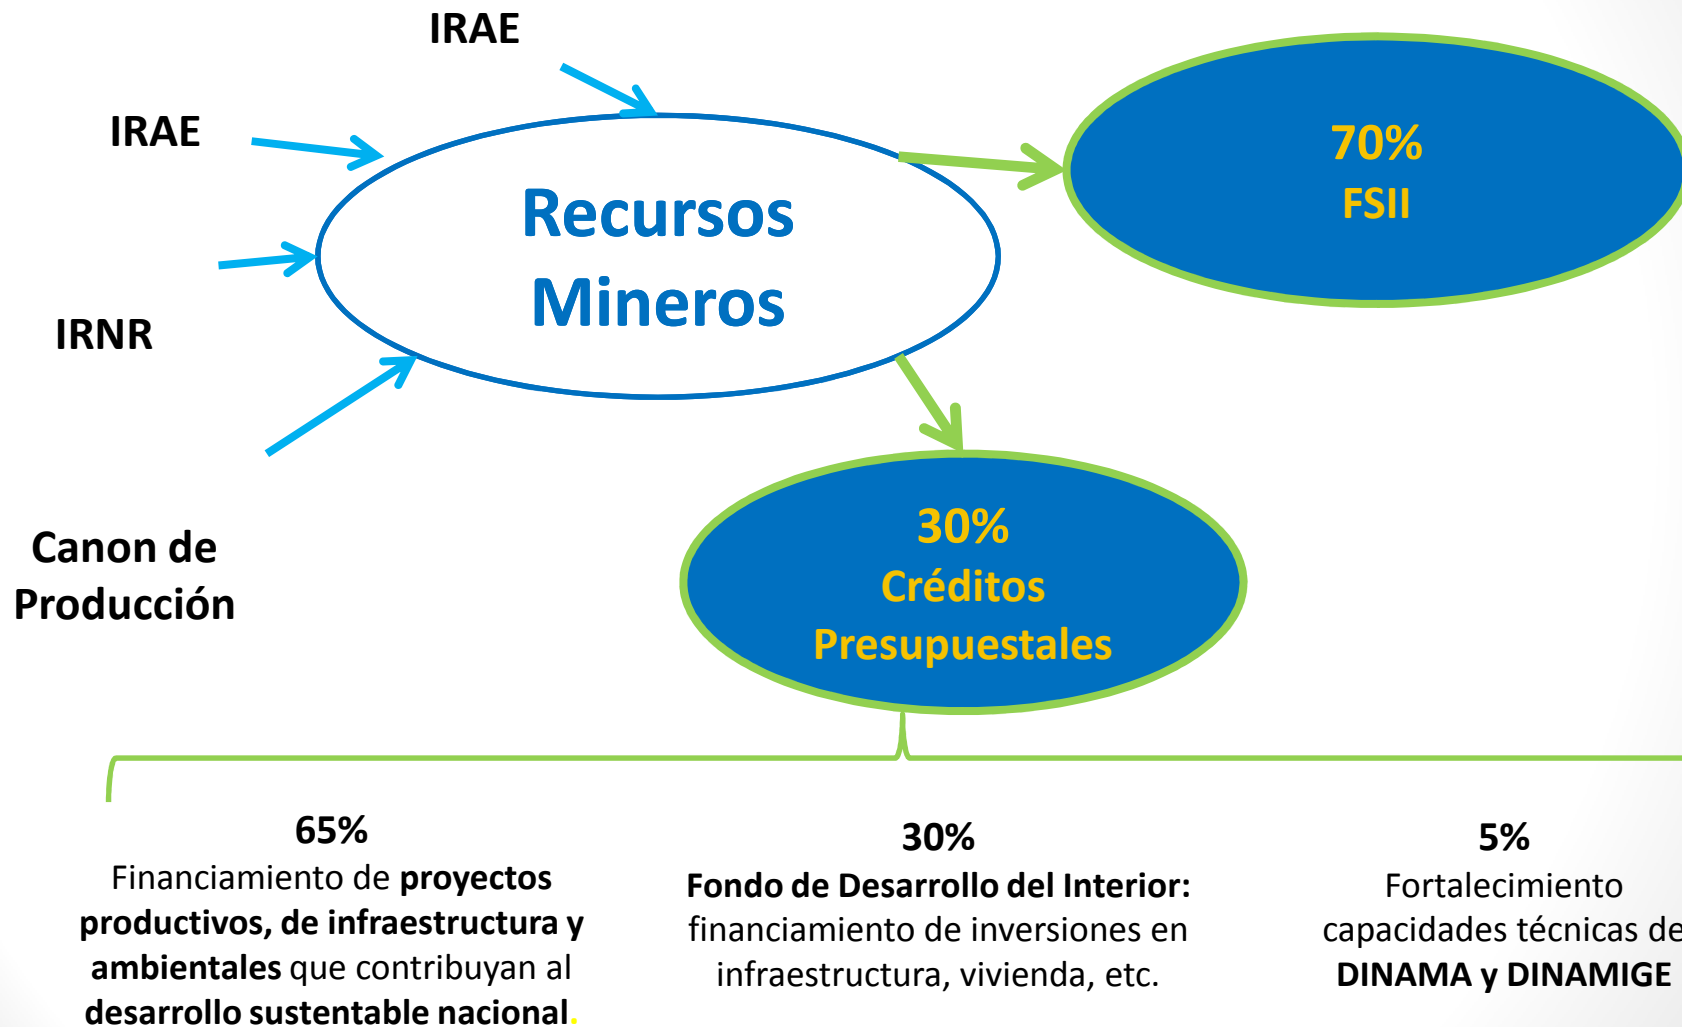 IRAE
IRAE
IRNR
Canon de
Producción
Recursos
Mineros
70%
FSII
30%
Créditos
Presupuestales
65%
Financiamiento de proyectos
productivos, de infraestructura y
ambientales que contribuyan al
desarrollo sustentable nacional.
30%
Fondo de Desarrollo del Interior:
financiamiento de inversiones en
infraestructura, vivienda, etc.
5%
Fortalecimiento
capacidades técnicas de
DINAMA y DINAMIGE